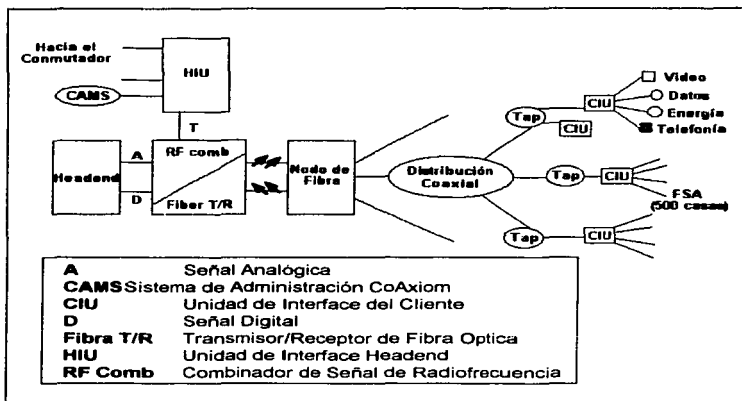 Hacia el
Conmutador
CAMS
HIU
T
Headend
A
D
RF comb
Fiber T/R
Nodo de
Fibra
Distribución
Coaxial
Tap
CIU
CIU
Video
Datos
Energía
Telefonía
Tap
CIU
FSA
(500 casas)
Tap
CIU
A Señal Analógica
CAMS Sistema de Administración CoAxiom
CIU Unidad de Interface del Cliente
D Señal Digital
Fibra T/R Transmisor/Receptor de Fibra Optica
HIU Unidad de Interface Headend
RF Comb Combinador de Señal de Radiofrecuencia